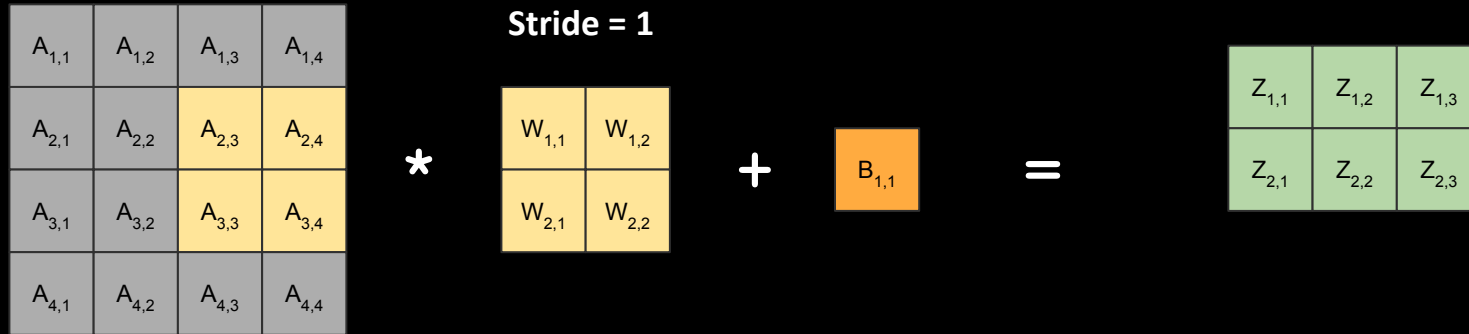 Stride = 1
A1,1 A1,2 A1,3 A1,4
A2,1 A2,2 A2,3 A2,4
A3,1 A3,2 A3,3 A3,4
A4,1 A4,2 A4,3 A4,4
*
W1,1 W1,2
W2,1 W2,2
+
B1,1
=
Z1,1 Z1,2 Z1,3
Z2,1 Z2,2 Z2,3